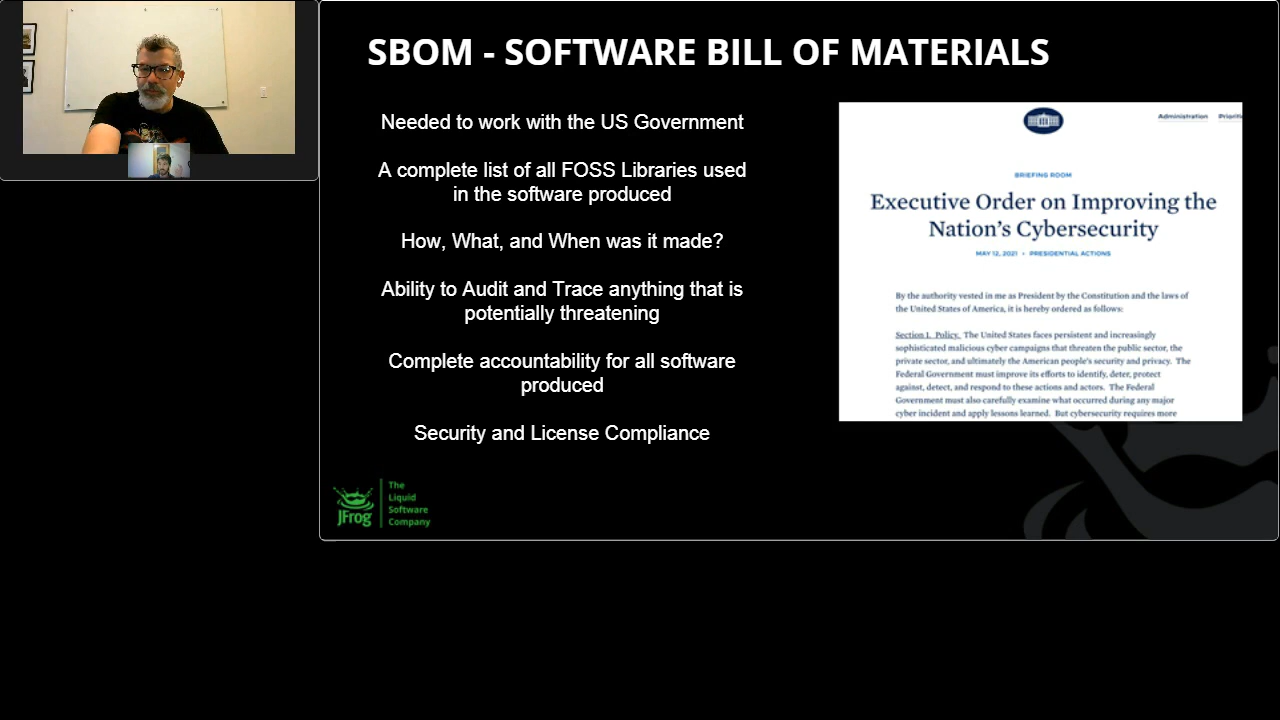 SBOM - SOFTWARE BILL OF MATERIALS
Needed to work with the US Government
A complete list of all FOSS Libraries used
in the software produced
How, What, and When was it made?
Ability to Audit and Trace anything that is
potentially threatening
Complete accountability for all software
produced
Security and License Compliance
Administration
BRIEFING ROOM
Executive Order on Improving the
Nation's Cybersecurity
MAY 12, 2021 • PRESIDENTIAL ACTIONS
By the authority vested in me as President by the Constitution and the laws of
the United States of America, it is hereby ordered as follows:
Section 1. Policy. The United States faces persistent and increasingly
sophisticated malicious cyber campaigns that threaten the public sector, the
private sector, and ultimately the American people's security and privacy. The
Federal Government must improve its efforts to identify, deter, protect
against, detect, and respond to these actions and actors. The Federal
Government must also carefully examine what occurred during any major
cyber incident and apply lessons learned. But cybersecurity requires more
JFrog
The
Liquid
Software
Company